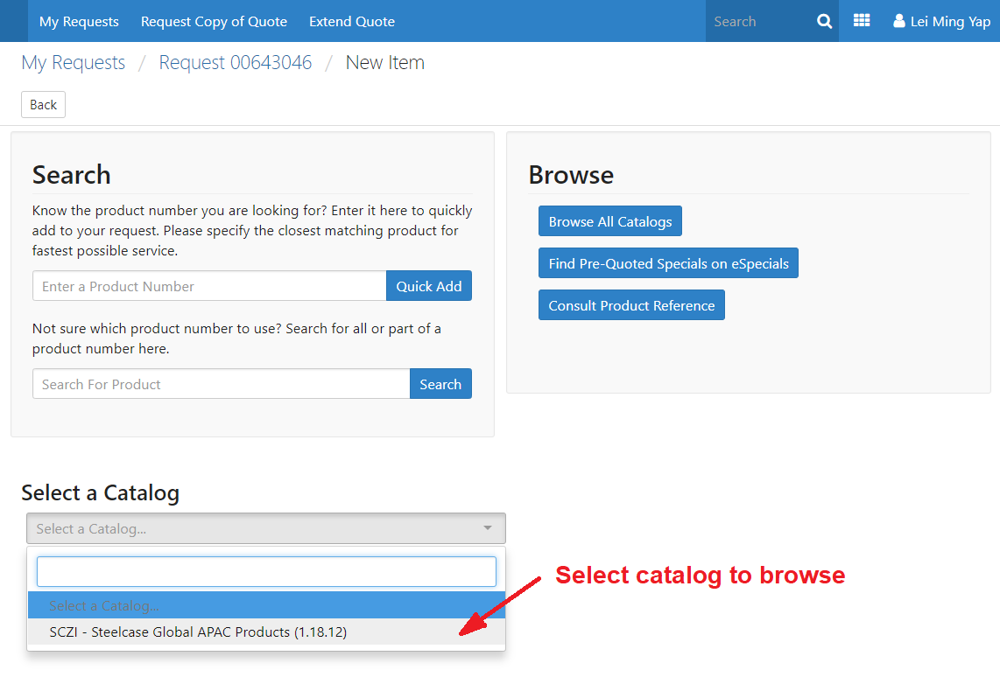 My Requests Request Copy of Quote Extend Quote Search Lei Ming Yap
My Requests / Request 00643046 / New Item
Back
Search
Know the product number you are looking for? Enter it here to quickly
add to your request. Please specify the closest matching product for
fastest possible service.
Enter a Product Number Quick Add
Not sure which product number to use? Search for all or part of a
product number here.
Search For Product Search
Browse
Browse All Catalogs
Find Pre-Quoted Specials on eSpecials
Consult Product Reference
Select a Catalog
Select a Catalog...
Select a Catalog...
SCZI - Steelcase Global APAC Products (1.18.12)
Select catalog to browse